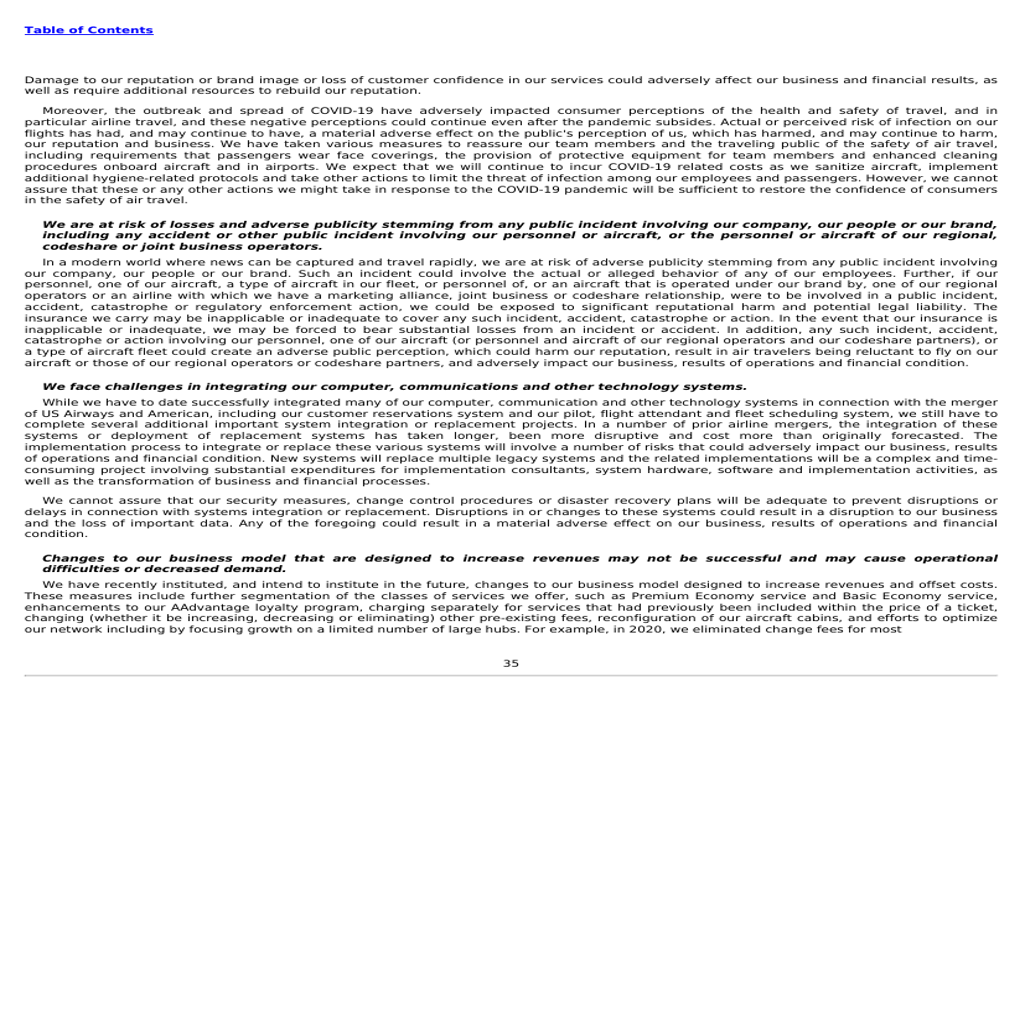 Table of Contents
Damage to our reputation or brand image or loss of customer confidence in our services could adversely affect our business and financial results, as
well as require additional resources to rebuild our reputation.
Moreover, the outbreak and spread of COVID-19 have adversely impacted consumer perceptions of the health and safety of travel, and in
particular airline travel, and these negative perceptions could continue even after the pandemic subsides. Actual or perceived risk of infection on our
flights has had, and may continue to have, a material adverse effect on the public's perception of us, which has harmed, and may continue to harm,
our reputation and business. We have taken various measures to reassure our team members and the traveling public of the safety of air travel,
including requirements that passengers wear face coverings, the provision of protective equipment for team members and enhanced cleaning
procedures onboard aircraft and in airports. We expect that we will continue to incur COVID-19 related costs as we sanitize aircraft, implement
additional hygiene-related protocols and take other actions to limit the threat of infection among our employees and passengers. However, we cannot
assure that these or any other actions we might take in response to the COVID-19 pandemic will be sufficient to restore the confidence of consumers
in the safety of air travel.
We are at risk of losses and adverse publicity stemming from any public incident involving our company, our people or our brand,
including any accident or other public incident involving our personnel or aircraft, or the personnel or aircraft of our regional,
codeshare or joint business operators.
In a modern world where news can be captured and travel rapidly, we are at risk of adverse publicity stemming from any public incident involving
our company, our people or our brand. Such an incident could involve the actual or alleged behavior of any of our employees. Further, if our
personnel, one of our aircraft, a type of aircraft in our fleet, or personnel of, or an aircraft that is operated under our brand by, one of our regional
operators or an airline with which we have a marketing alliance, joint business or codeshare relationship, were to be involved in a public incident,
accident, catastrophe or regulatory enforcement action, we could be exposed to significant reputational harm and potential legal liability. The
insurance we carry may be inapplicable or inadequate to cover any such incident, accident, catastrophe or action. In the event that our insurance is
inapplicable or inadequate, we may be forced to bear substantial losses from an incident or accident. In addition, any such incident, accident,
catastrophe or action involving our personnel, one of our aircraft (or personnel and aircraft of our regional operators and our codeshare partners), or
a type of aircraft fleet could create an adverse public perception, which could harm our reputation, result in air travelers being reluctant to fly on our
aircraft or those of our regional operators or codeshare partners, and adversely impact our business, results of operations and financial condition.
We face challenges in integrating our computer, communications and other technology systems.
While we have to date successfully integrated many of our computer, communication and other technology systems in connection with the merger
of US Airways and American, including our customer reservations system and our pilot, flight attendant and fleet scheduling system, we still have to
complete several additional important system integration or replacement projects. In a number of prior airline mergers, the integration of these
systems or deployment of replacement systems has taken longer, been more disruptive and cost more than originally forecasted. The
implementation process to integrate or replace these various systems will involve a number of risks that could adversely impact our business, results
of operations and financial condition. New systems will replace multiple legacy systems and the related implementations will be a complex and time-
consuming project involving substantial expenditures for implementation consultants, system hardware, software and implementation activities, as
well as the transformation of business and financial processes.
We cannot assure that our security measures, change control procedures or disaster recovery plans will be adequate to prevent disruptions or
delays in connection with systems integration or replacement. Disruptions in or changes to these systems could result in a disruption to our business
and the loss of important data. Any of the foregoing could result in a material adverse effect on our business, results of operations and financial
condition.
Changes to our business model that are designed to increase revenues may not be successful and may cause operational
difficulties or decreased demand.
We have recently instituted, and intend to institute in the future, changes to our business model designed to increase revenues and offset costs.
These measures include further segmentation of the classes of services we offer, such as Premium Economy service and Basic Economy service,
enhancements to our AAdvantage loyalty program, charging separately for services that had previously been included within the price of a ticket,
changing (whether it be increasing, decreasing or eliminating) other pre-existing fees, reconfiguration of our aircraft cabins, and efforts to optimize
our network including by focusing growth on a limited number of large hubs. For example, in 2020, we eliminated change fees for most
35